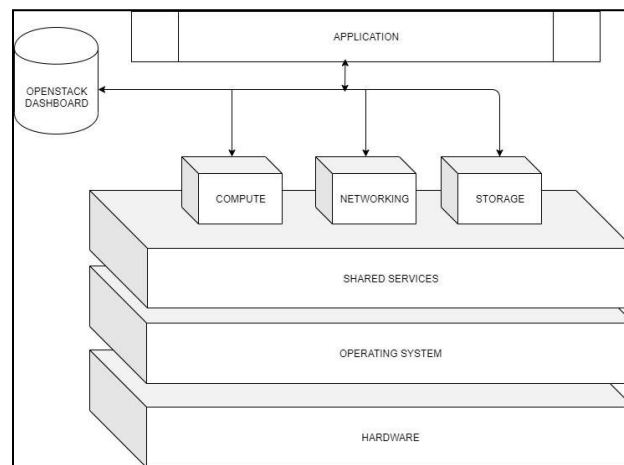 APPLICATION
OPENSTACK
DASHBOARD
COMPUTE
NETWORKING
STORAGE
SHARED SERVICES
OPERATING SYSTEM
HARDWARE